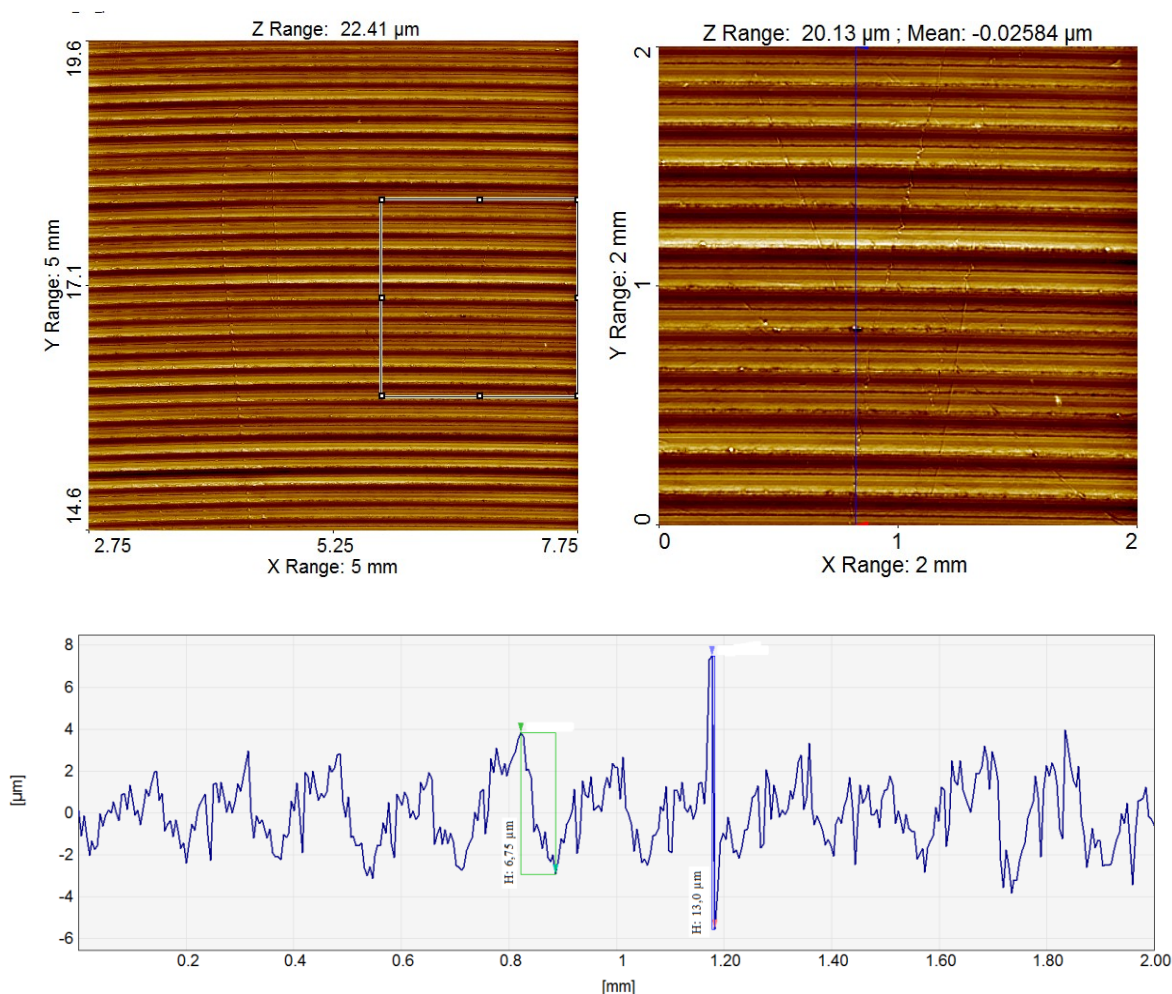 Z Range: 22.41 µm
19.6
17.1
14.6
Y Range: 5 mm
2.75 5.25 7.75
X Range: 5 mm
Z Range: 20.13 µm ; Mean: -0.02584 µm
2
1
0
Y Range: 2 mm
0 1 2
X Range: 2 mm
8
6
4
2
0
-2
-4
-6
[µm]
H: 6,75 µm
H: 13,0 µm
0.2 0.4 0.6 0.8 1 1.20 1.40 1.60 1.80 2.00
[mm]